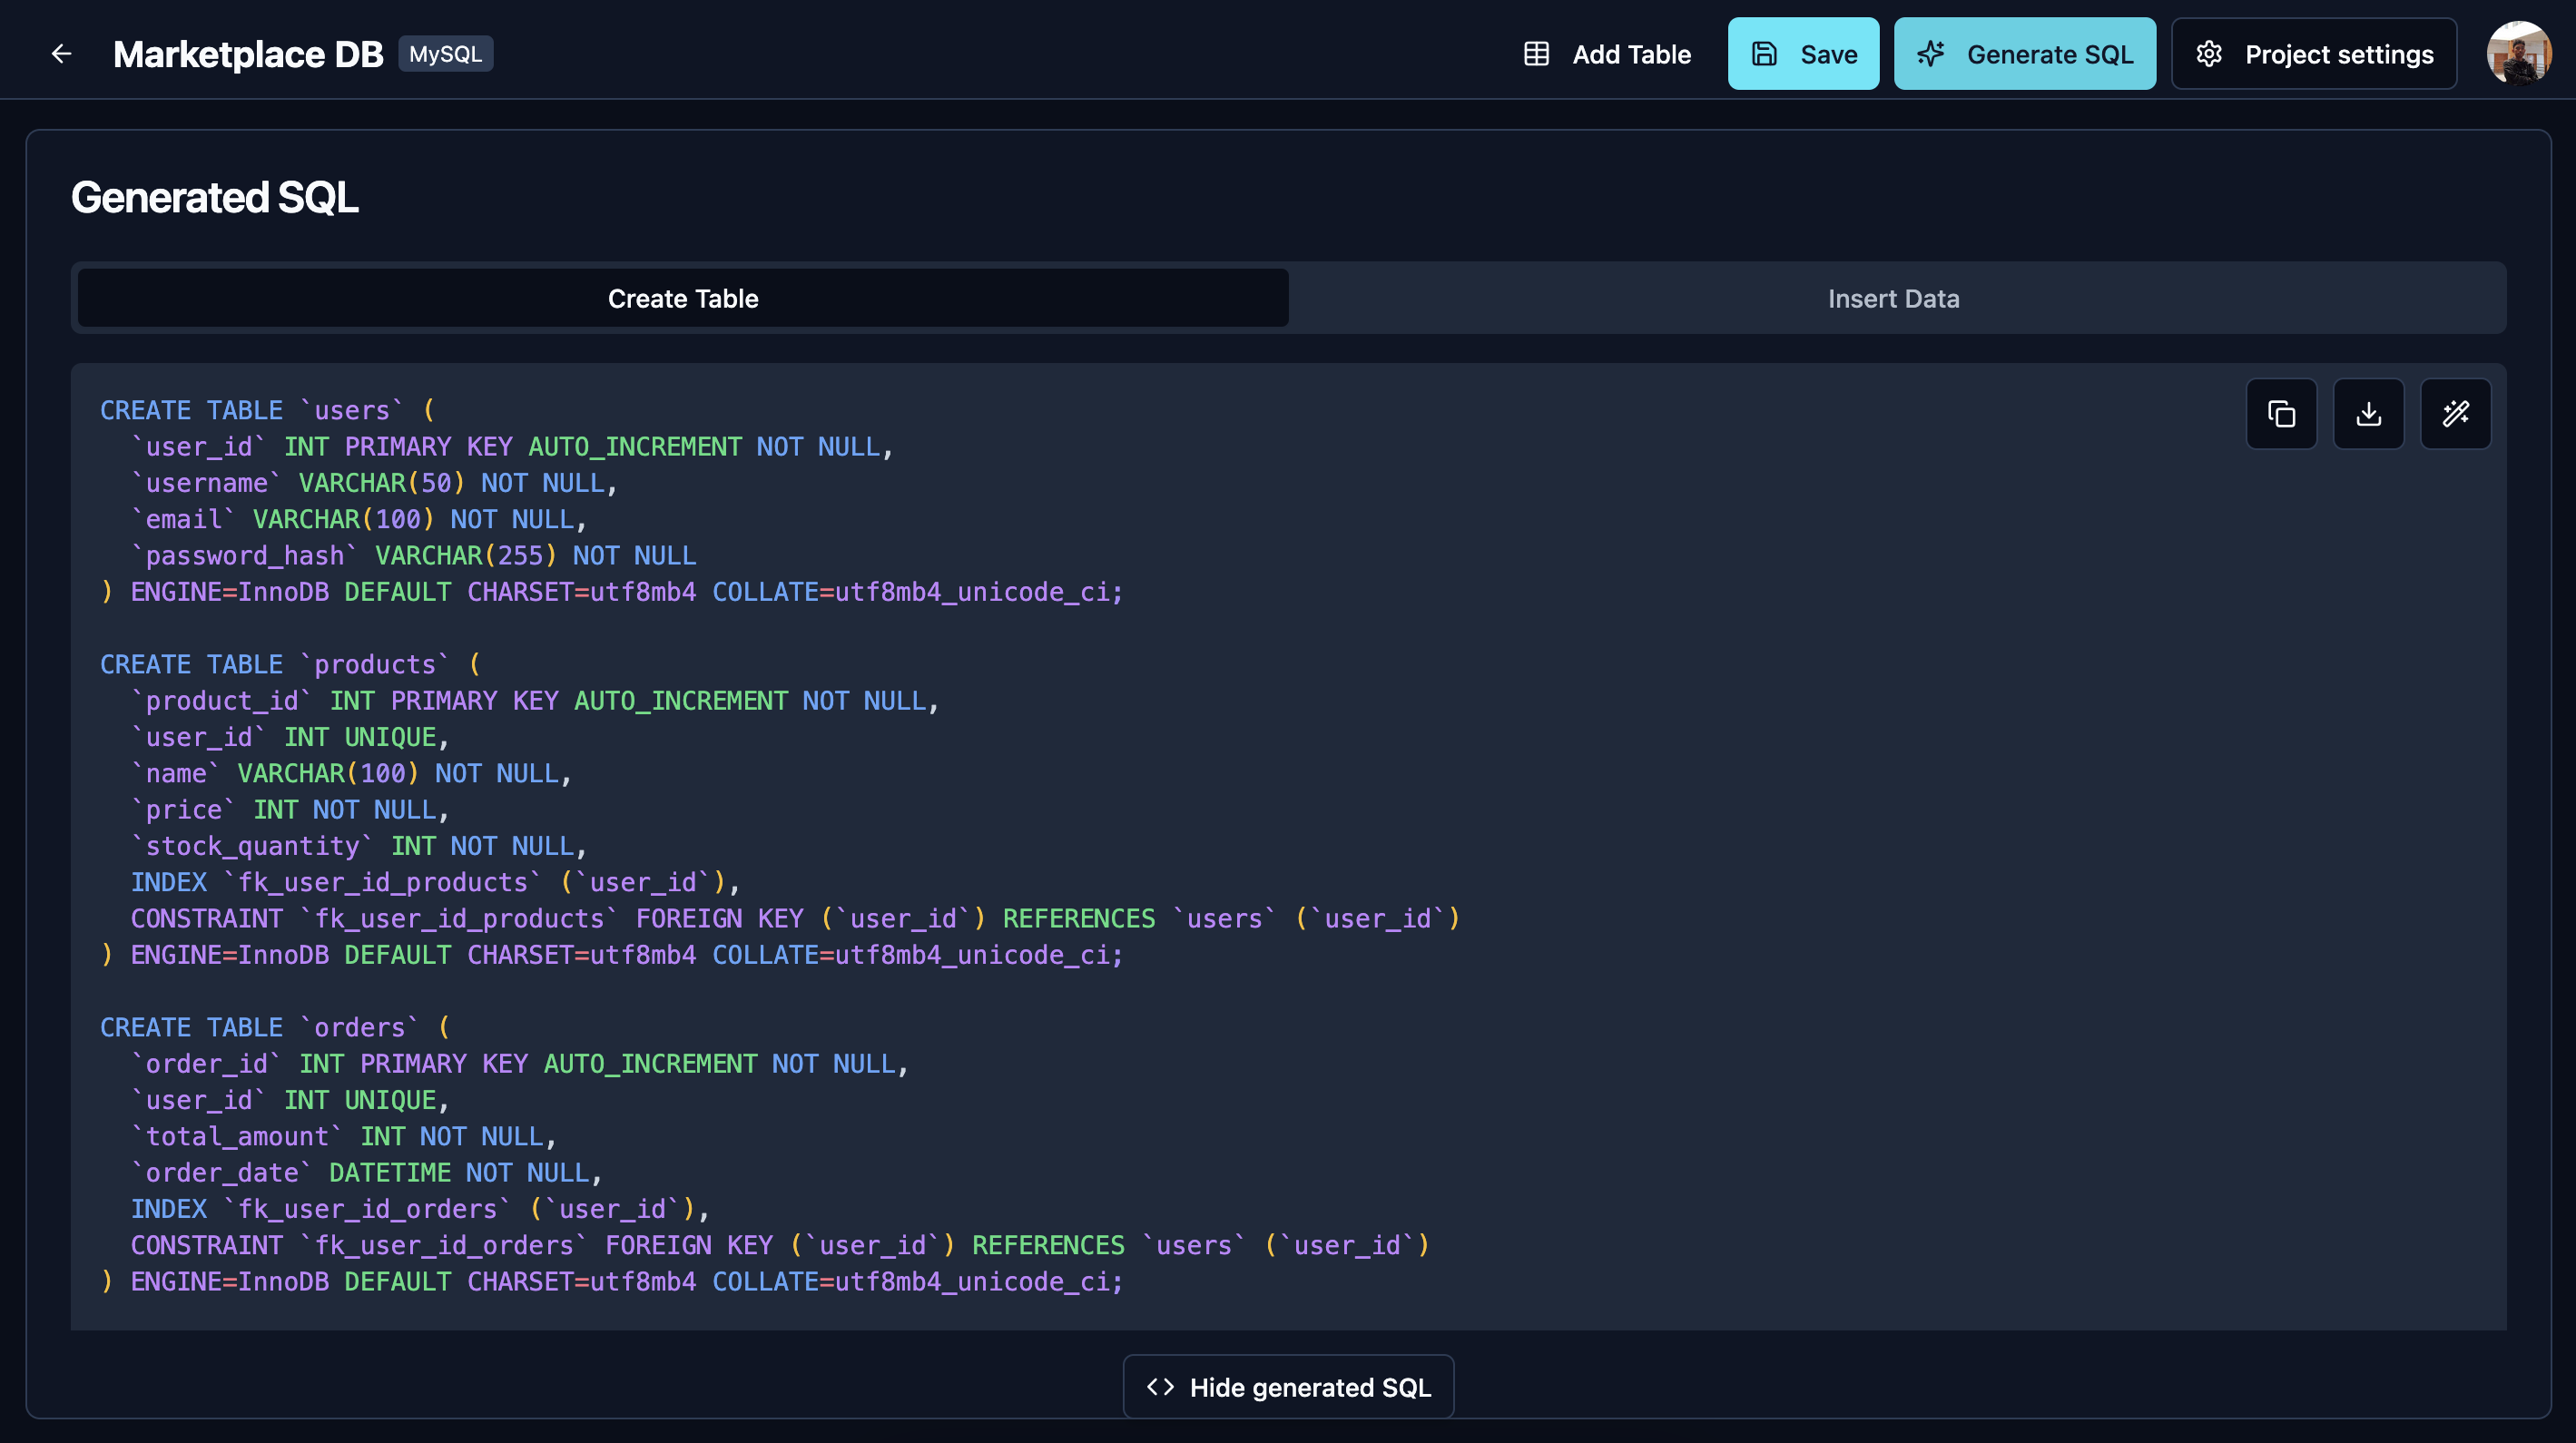 Marketplace DB MySQL Add Table Save Generate SQL Project settings
Generated SQL
Create Table Insert Data
CREATE TABLE `users` (
  `user_id` INT PRIMARY KEY AUTO_INCREMENT NOT NULL,
  `username` VARCHAR(50) NOT NULL,
  `email` VARCHAR(100) NOT NULL,
  `password_hash` VARCHAR(255) NOT NULL
) ENGINE=InnoDB DEFAULT CHARSET=utf8mb4 COLLATE=utf8mb4_unicode_ci;
CREATE TABLE `products` (
  `product_id` INT PRIMARY KEY AUTO_INCREMENT NOT NULL,
  `user_id` INT UNIQUE,
  `name` VARCHAR(100) NOT NULL,
  `price` INT NOT NULL,
  `stock_quantity` INT NOT NULL,
  INDEX `fk_user_id_products` (`user_id`),
  CONSTRAINT `fk_user_id_products` FOREIGN KEY (`user_id`) REFERENCES `users` (`user_id`)
) ENGINE=InnoDB DEFAULT CHARSET=utf8mb4 COLLATE=utf8mb4_unicode_ci;
CREATE TABLE `orders` (
  `order_id` INT PRIMARY KEY AUTO_INCREMENT NOT NULL,
  `user_id` INT UNIQUE,
  `total_amount` INT NOT NULL,
  `order_date` DATETIME NOT NULL,
  INDEX `fk_user_id_orders` (`user_id`),
  CONSTRAINT `fk_user_id_orders` FOREIGN KEY (`user_id`) REFERENCES `users` (`user_id`)
) ENGINE=InnoDB DEFAULT CHARSET=utf8mb4 COLLATE=utf8mb4_unicode_ci;
Hide generated SQL